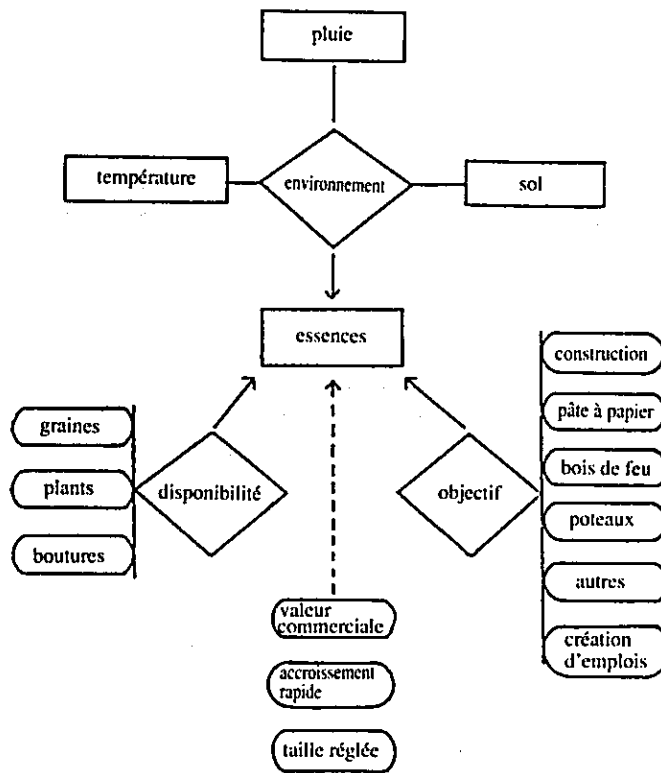 pluie
température
environnement
sol
essences
construction
graines
pâte à papier
plants
disponibilité
objectif
bois de feu
boutures
poteaux
autres
valeur
commerciale
création
d'emplois
accroissement
rapide
taille réglée